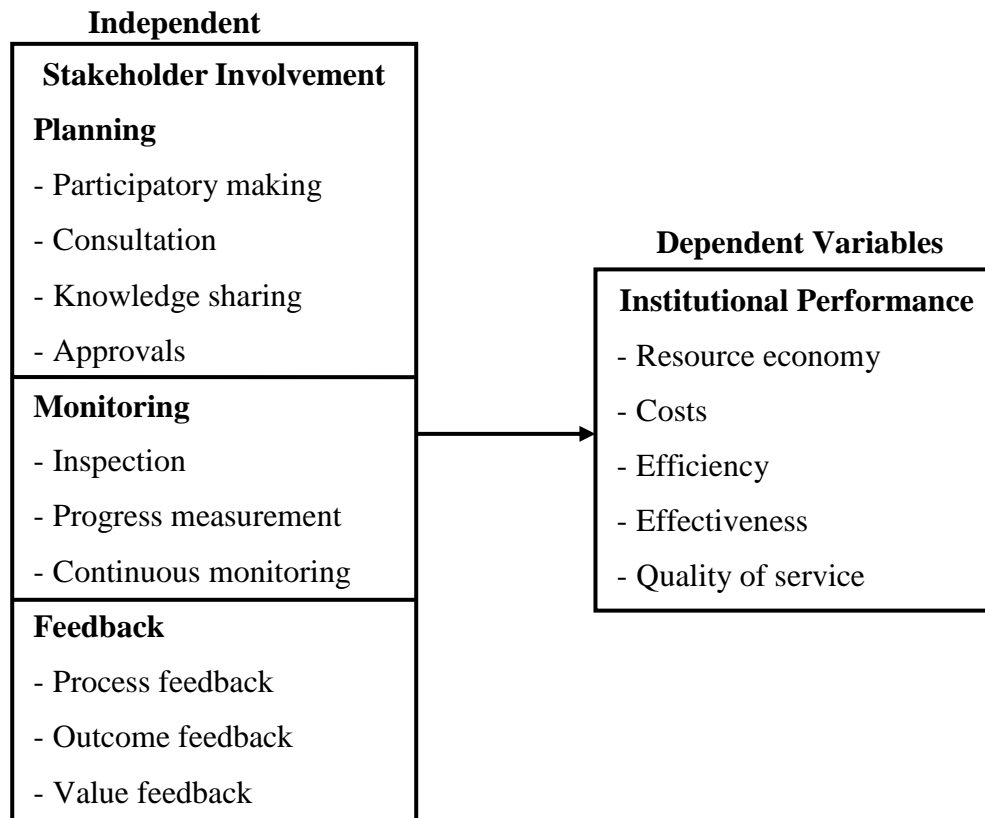 Independent
Stakeholder Involvement
Planning
- Participatory making
- Consultation
- Knowledge sharing
- Approvals
Monitoring
- Inspection
- Progress measurement
- Continuous monitoring
Feedback
- Process feedback
- Outcome feedback
- Value feedback
Dependent Variables
Institutional Performance
- Resource economy
- Costs
- Efficiency
- Effectiveness
- Quality of service